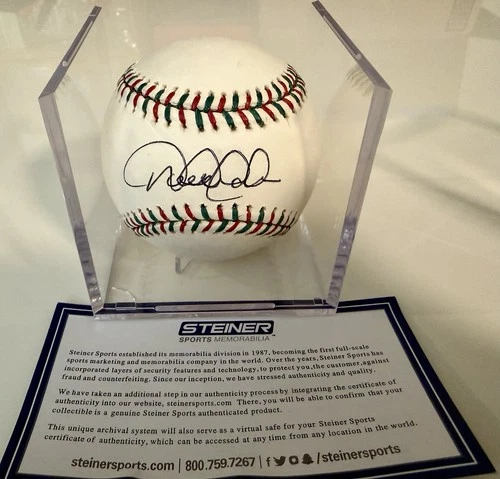 STEINER
SPORTS MEMORABILIA
Steiner Sports established its memorabilia division in 1987, becoming the first full-scale
sports marketing and memorabilia company in the world. Over the years, Steiner Sports has
incorporated layers of security features and technology, to protect you, the customer, against
fraud and counterfeiting. Since our inception, we have stressed authenticity and quality.
We have taken an additional step in our authenticity process by integrating the certificate of
authenticity into our website, steinersports.com There, you will be able to confirm that your
collectible is a genuine Steiner Sports authenticated product.
This unique archival system will also serve as a virtual safe for your Steiner Sports
certificate of authenticity, which can be accessed at any time from any location in the world.
steinersports.com | 800.759.7267 | /steinersports